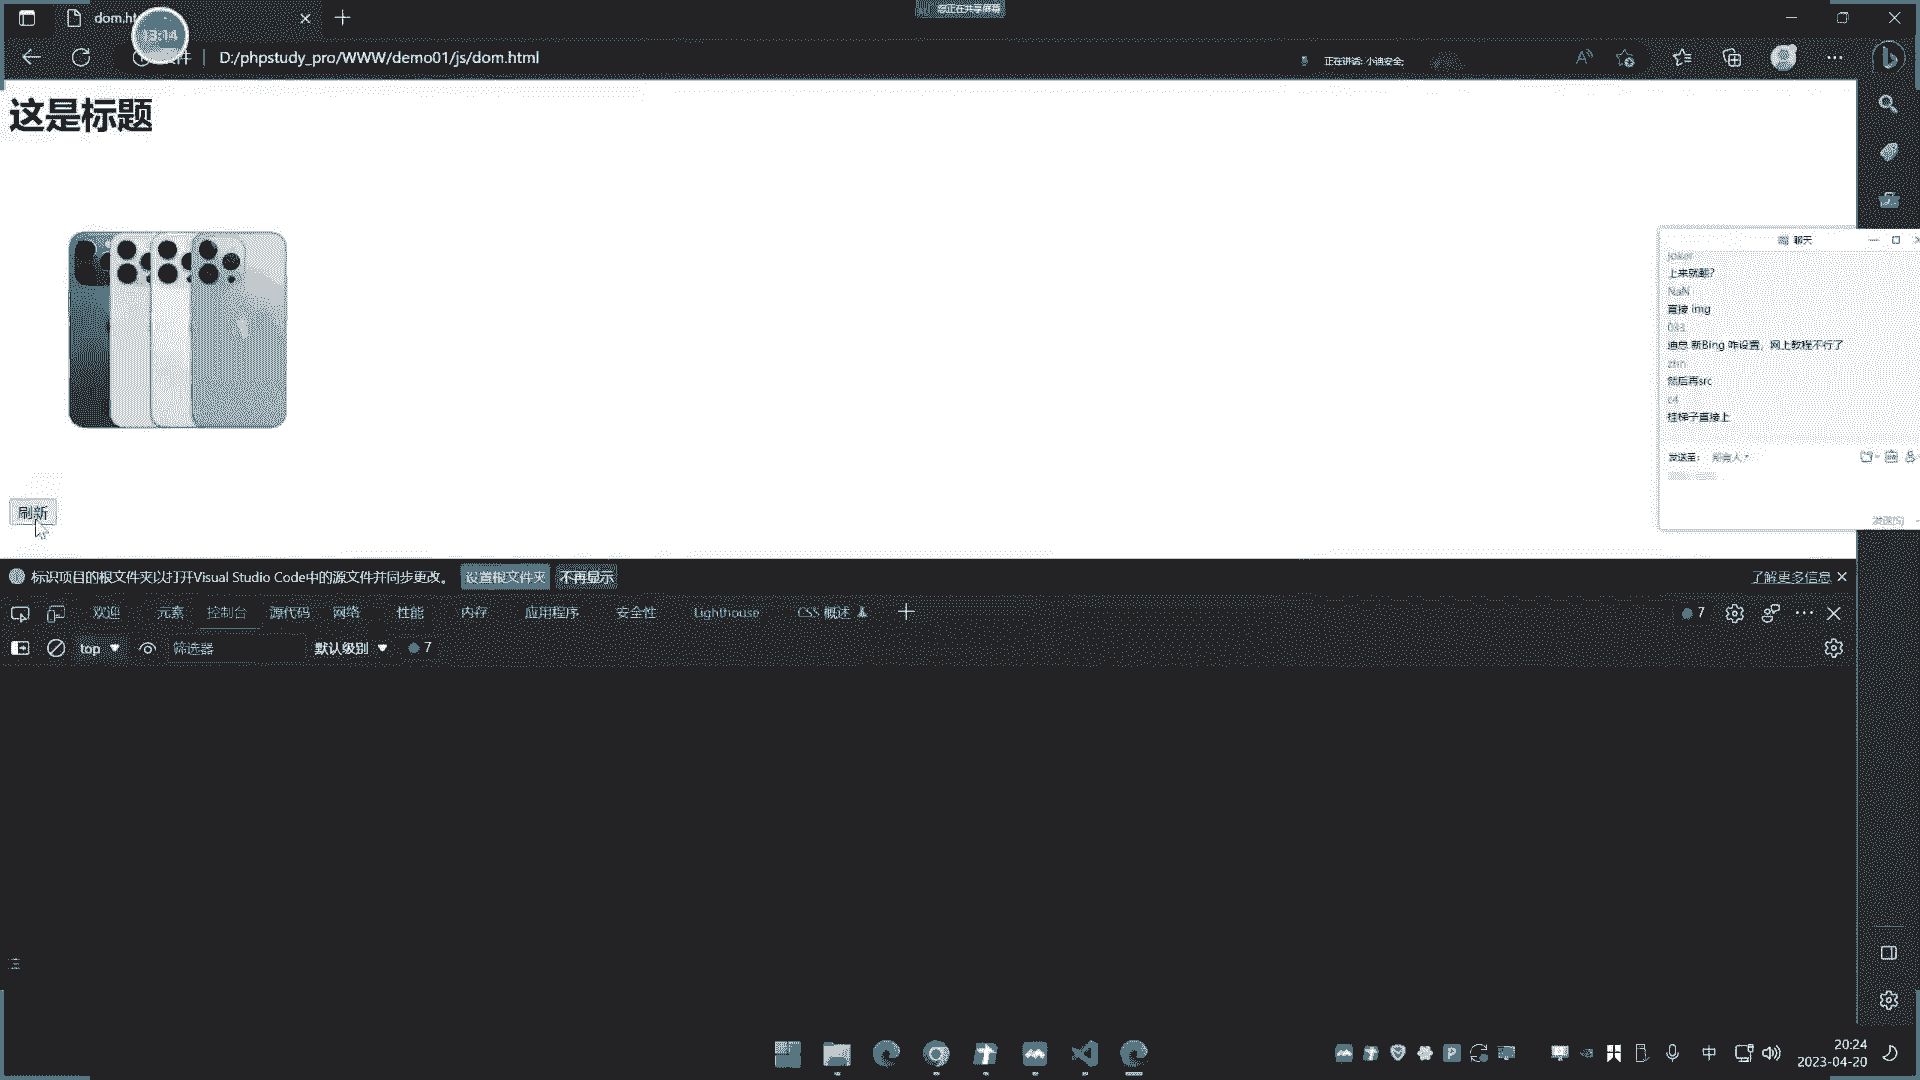 您正在共享屏幕
dom.ht
13:14
D:/phpstudy_pro/WWW/demo01/js/dom.html
正在讲话: 小迪安全;
这是标题
聊天
joker
上来就翻?
NaN
直接 img
033
迪总 新Bing 咋设置, 网上教程不行了
zhn
然后再src
c4
挂梯子直接上
发送至:
所有人
发送(S)
刷新
标识项目的根文件夹以打开Visual Studio Code中的源文件并同步更改。
设置根文件夹
不再显示
了解更多信息
欢迎 元素 控制台 源代码 网络 性能 内存 应用程序 安全性 Lighthouse CSS 概述
7
top
筛选器
默认级别
7
中
20:24
2023-04-20